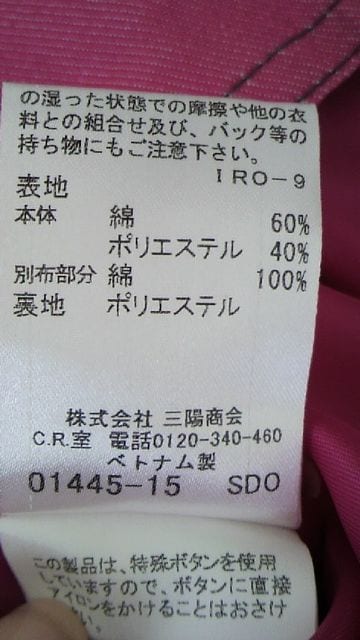 の湿った状態での摩擦や他の衣
料との組合せ及び、バック等の
持ち物にもご注意下さい。
IRO-9
表地
本体 綿 60%
ポリエステル 40%
別布部分 綿 100%
裏地 ポリエステル
株式会社 三陽商会
C.R.室 電話0120-340-460
ベトナム製
01445-15 SDO
この製品は、特殊ボタンを使用
していますので、ボタンに直接
アイロンをかけることはおさけ
い。